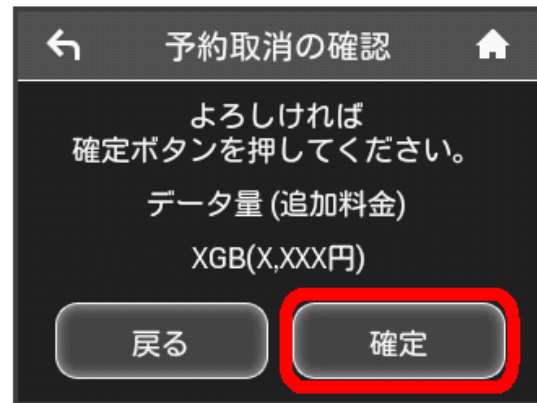 予約取消の確認
よろしければ
確定ボタンを押してください。
データ量 (追加料金)
XGB(X,XXX円)
戻る
確定